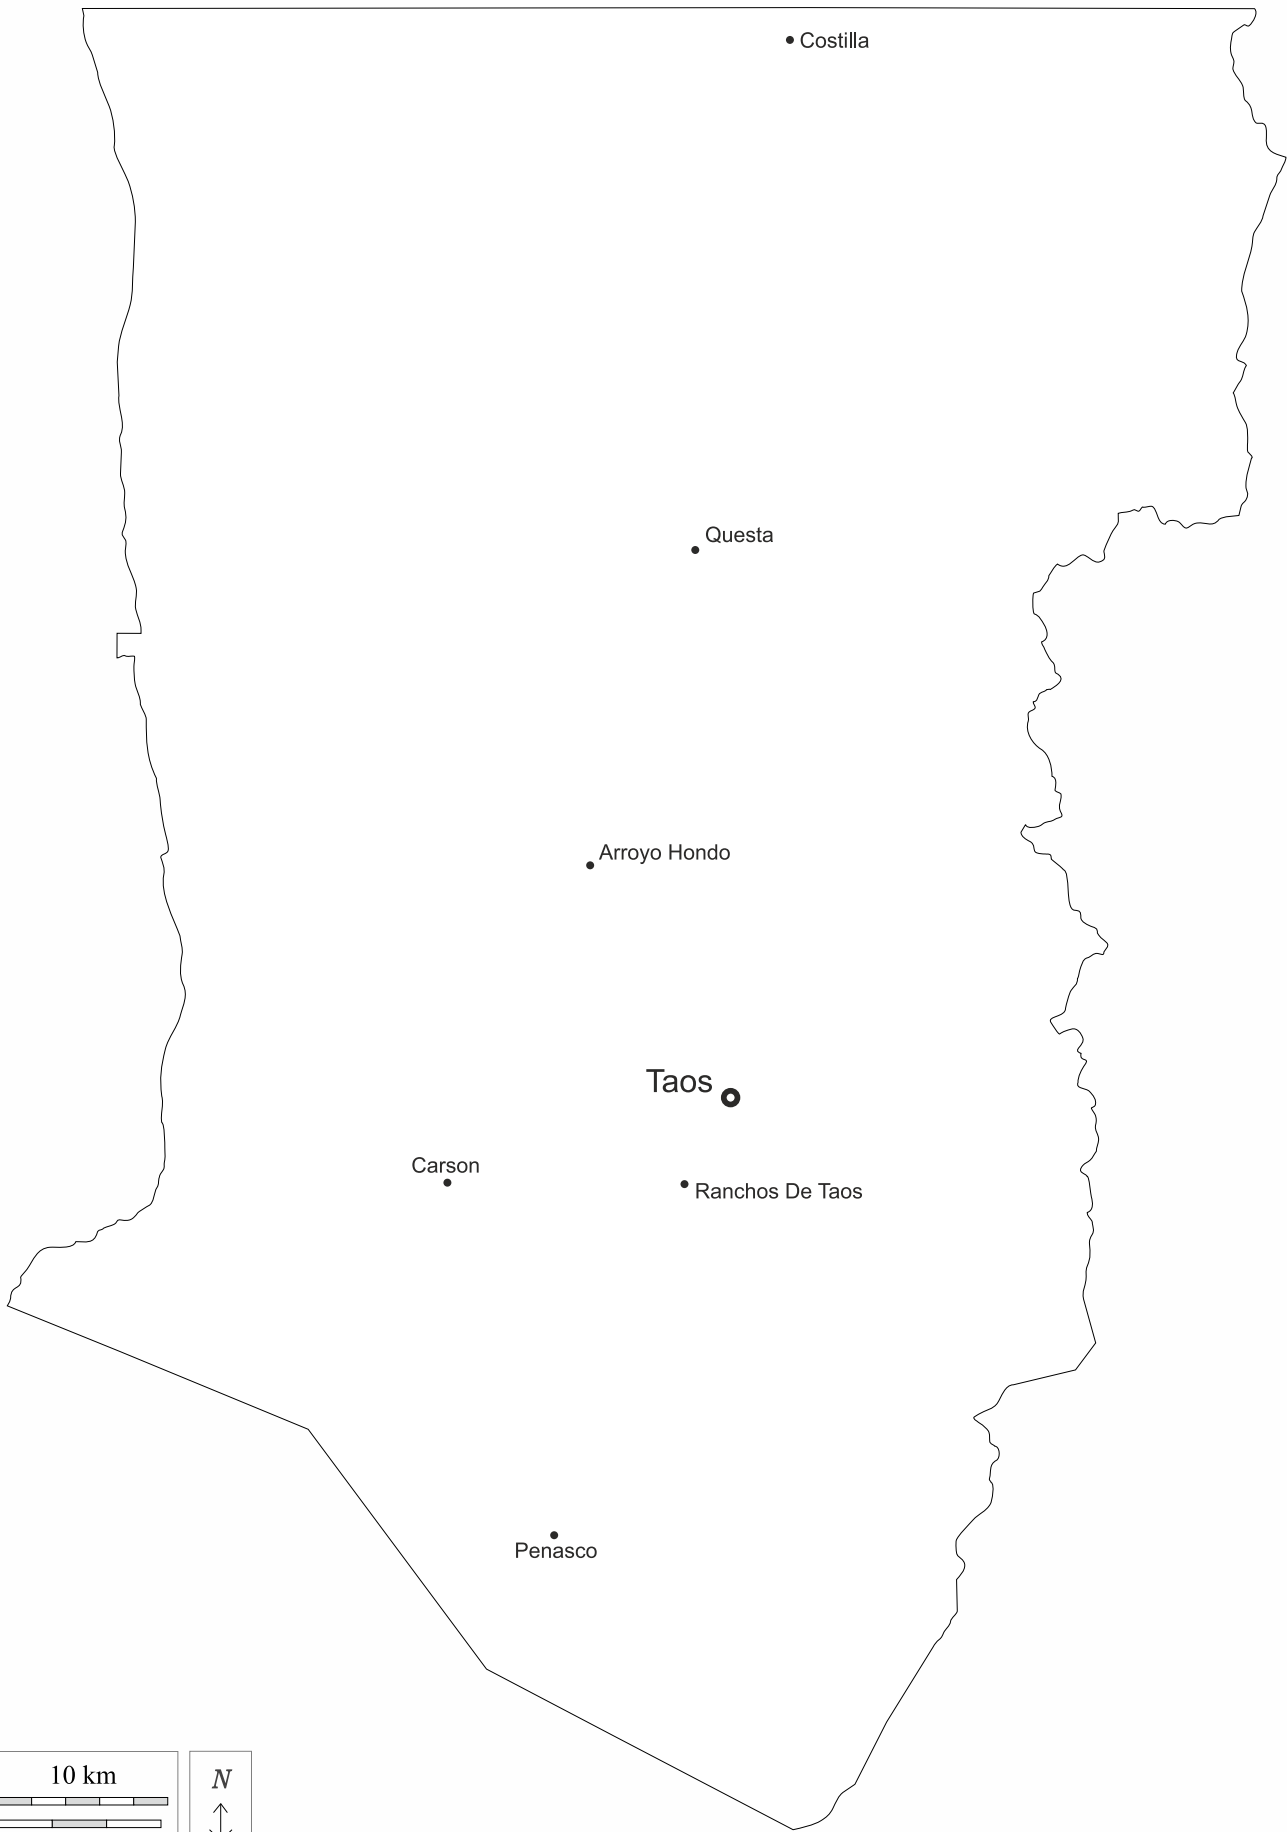 Costilla
Questa
Arroyo Hondo
Taos
Carson
Ranchos De Taos
Penasco
10 km
N